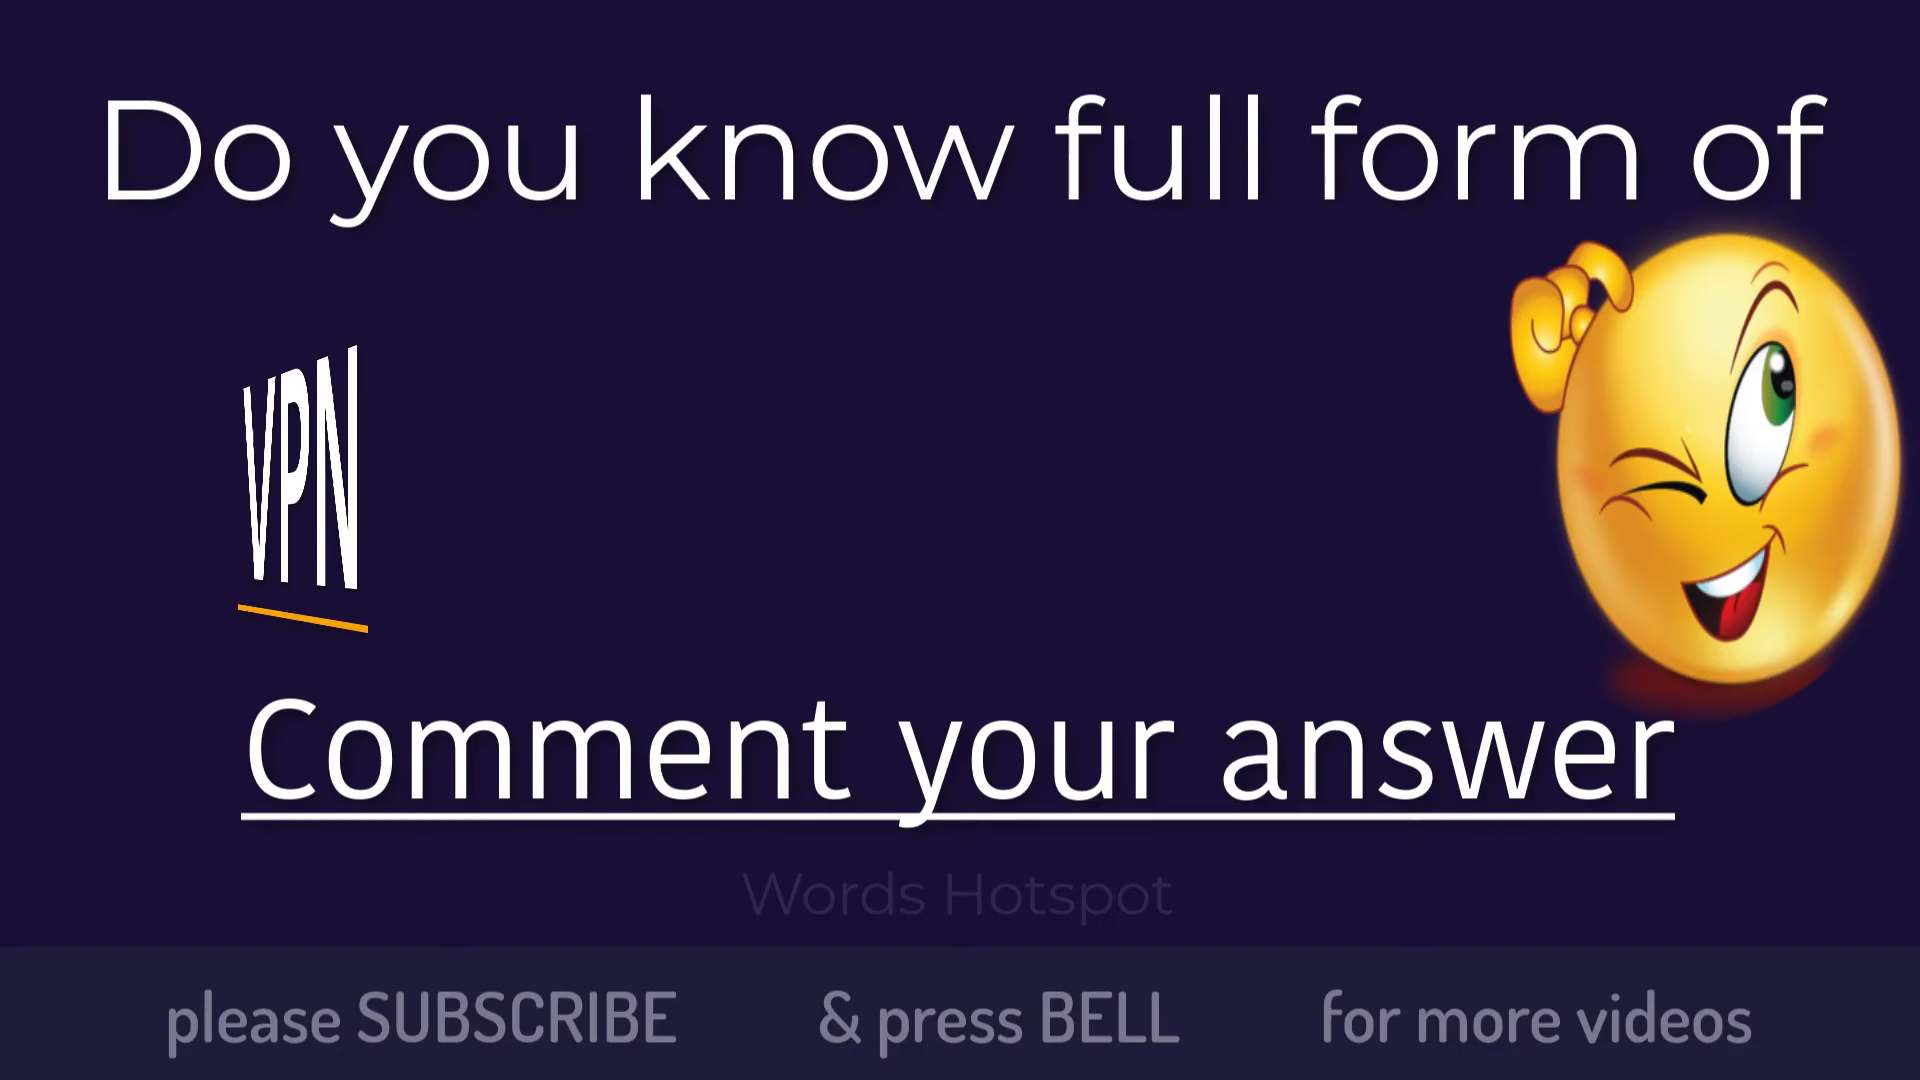 Do you know full form of
VPN
Comment your answer
Words Hotspot
please SUBSCRIBE & press BELL for more videos